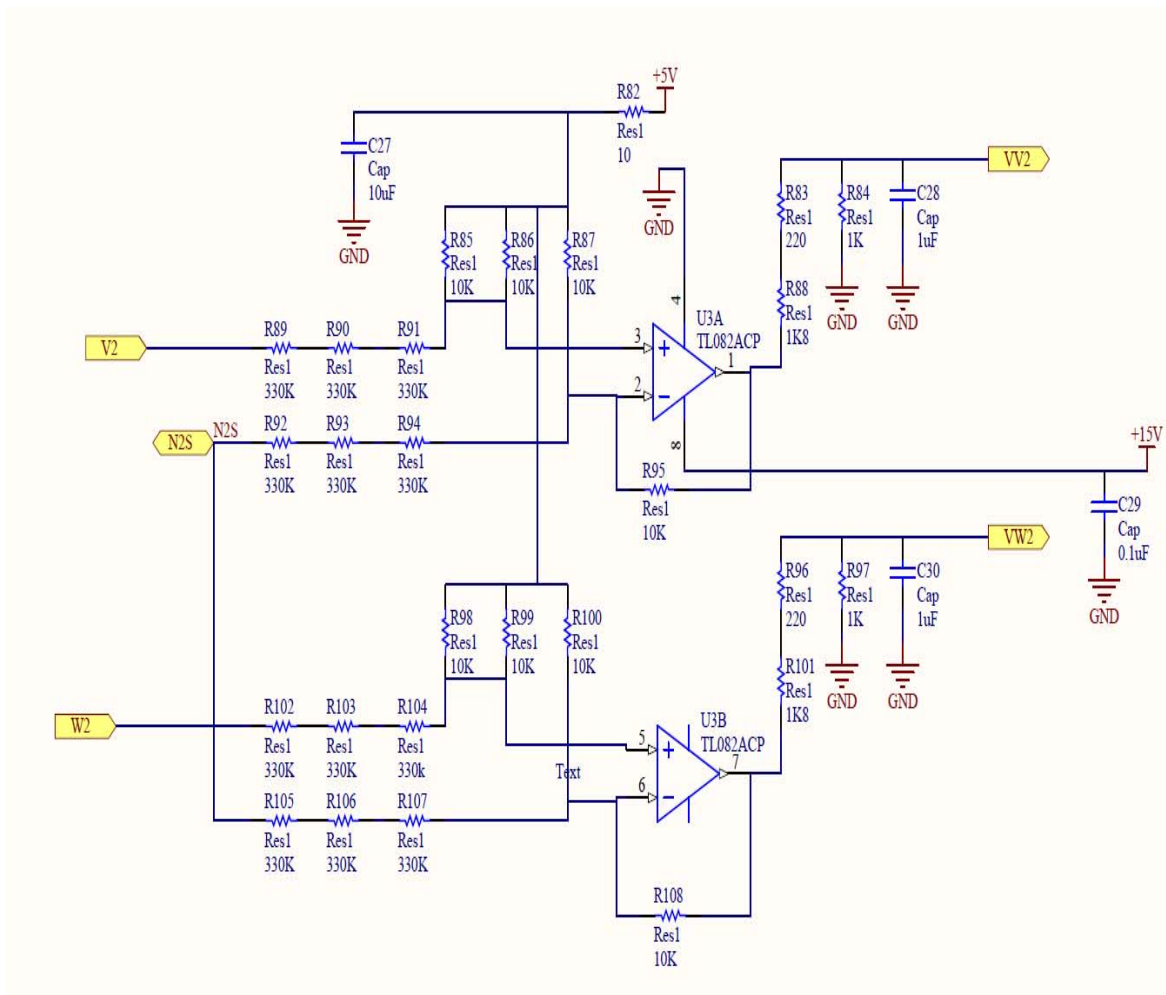 +5V
R82
Res1
10
C27
Cap
10uF
GND
VV2
R83
Res1
220
R84
Res1
1K
C28
Cap
1uF
GND
GND
GND
R85
Res1
10K
R86
Res1
10K
R87
Res1
10K
4
R88
Res1
1K8
U3A
TL082ACP
V2
R89
Res1
330K
R90
Res1
330K
R91
Res1
330K
3
+
1
2
-
8
N2S
N2S
R92
Res1
330K
R93
Res1
330K
R94
Res1
330K
+15V
R95
Res1
10K
C29
Cap
0.1uF
GND
VW2
R96
Res1
220
R97
Res1
1K
C30
Cap
1uF
GND
GND
R98
Res1
10K
R99
Res1
10K
R100
Res1
10K
R101
Res1
1K8
W2
R102
Res1
330K
R103
Res1
330K
R104
Res1
330k
U3B
TL082ACP
5
+
7
Text
6
-
R105
Res1
330K
R106
Res1
330K
R107
Res1
330K
R108
Res1
10K